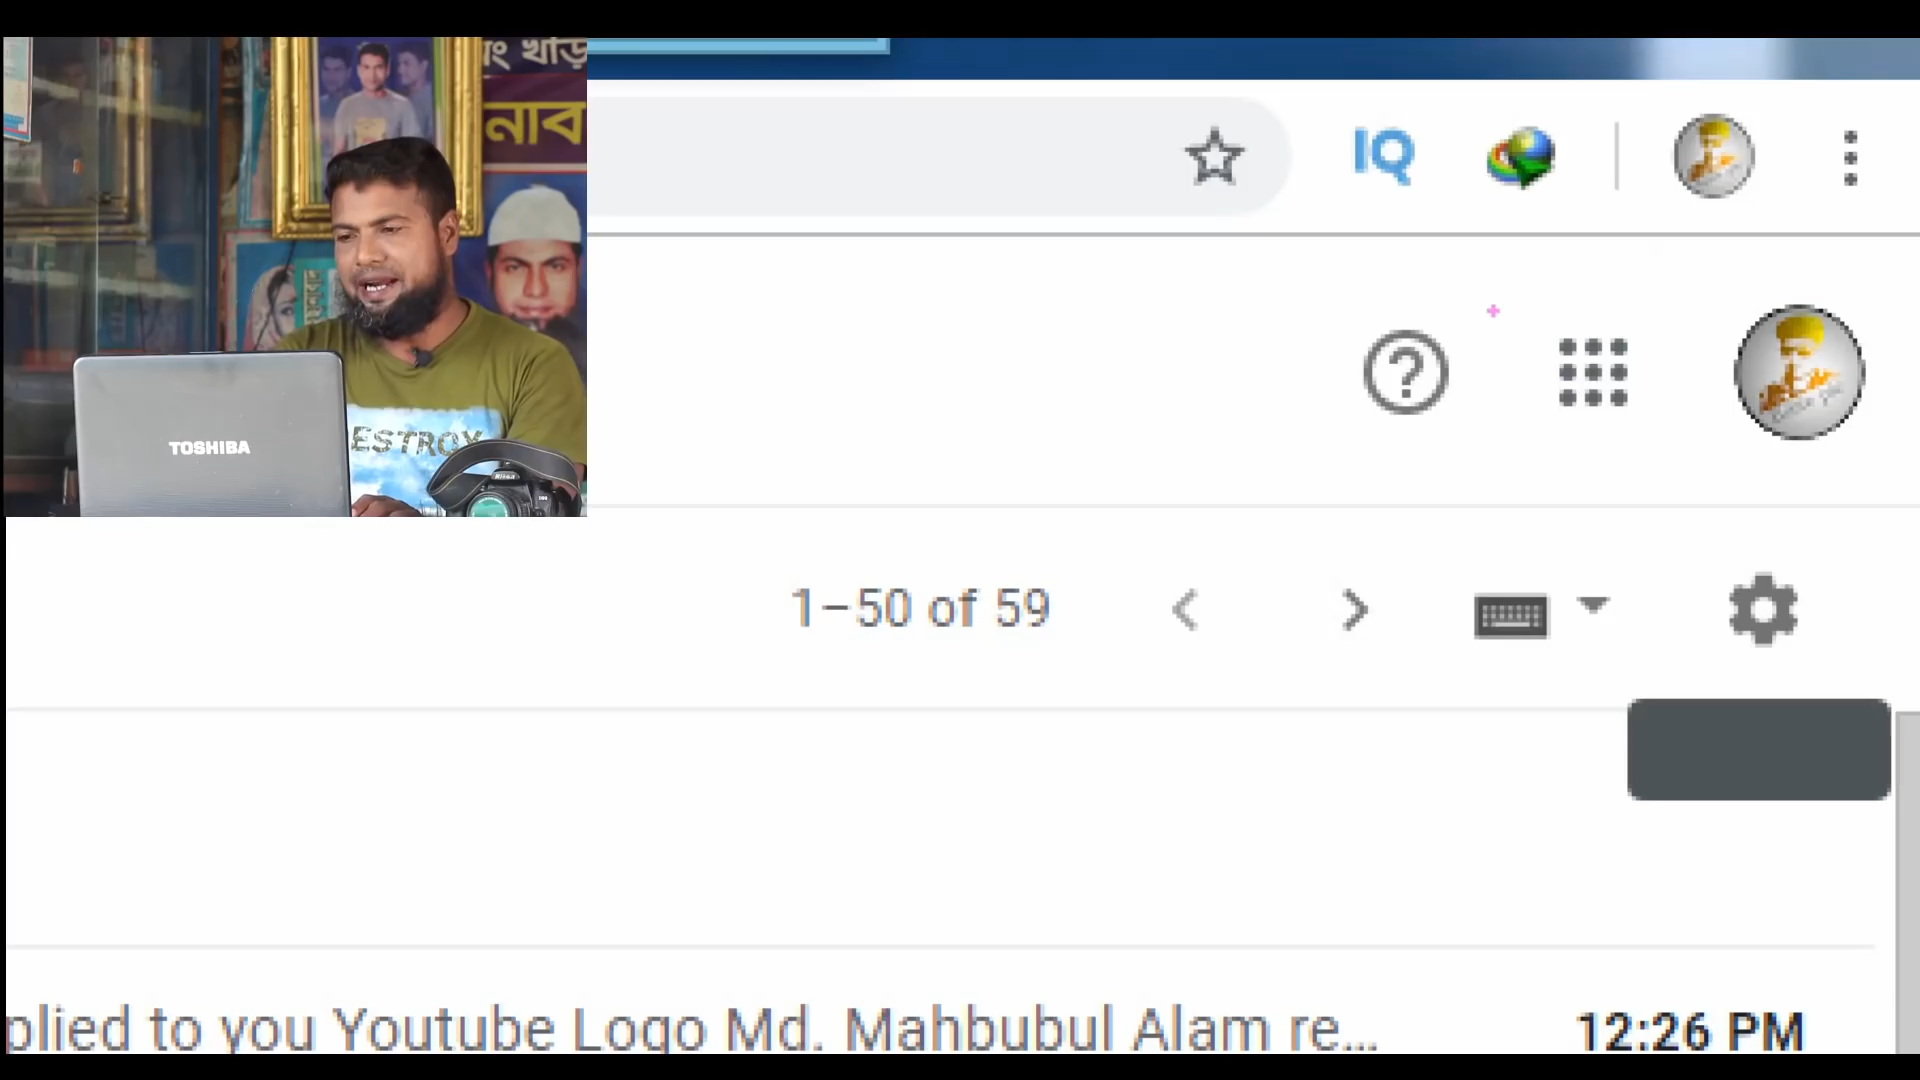 নাব
TOSHIBA
ESTROY
Nikon
IQ
1–50 of 59
plied to you Youtube Logo Md. Mahbubul Alam re... 12:26 PM